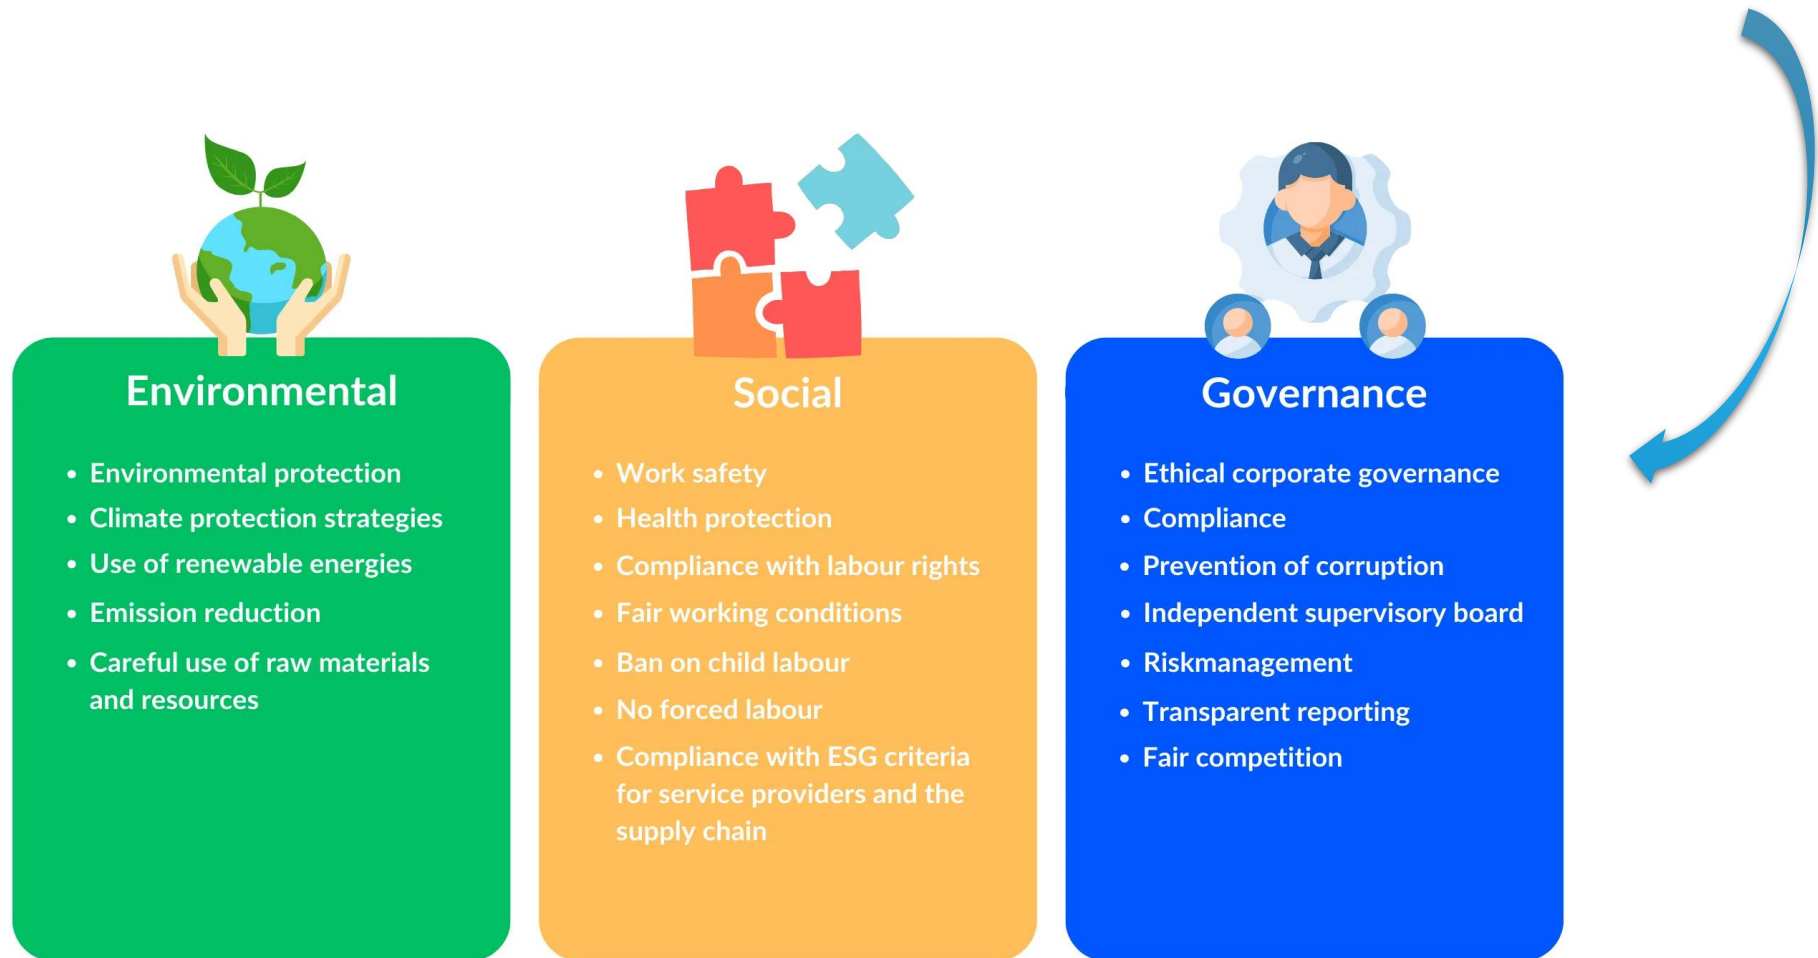 Environmental
• Environmental protection
• Climate protection strategies
• Use of renewable energies
• Emission reduction
• Careful use of raw materials
and resources
Social
• Work safety
• Health protection
• Compliance with labour rights
• Fair working conditions
• Ban on child labour
• No forced labour
• Compliance with ESG criteria
for service providers and the
supply chain
Governance
• Ethical corporate governance
• Compliance
• Prevention of corruption
• Independent supervisory board
• Riskmanagement
• Transparent reporting
• Fair competition